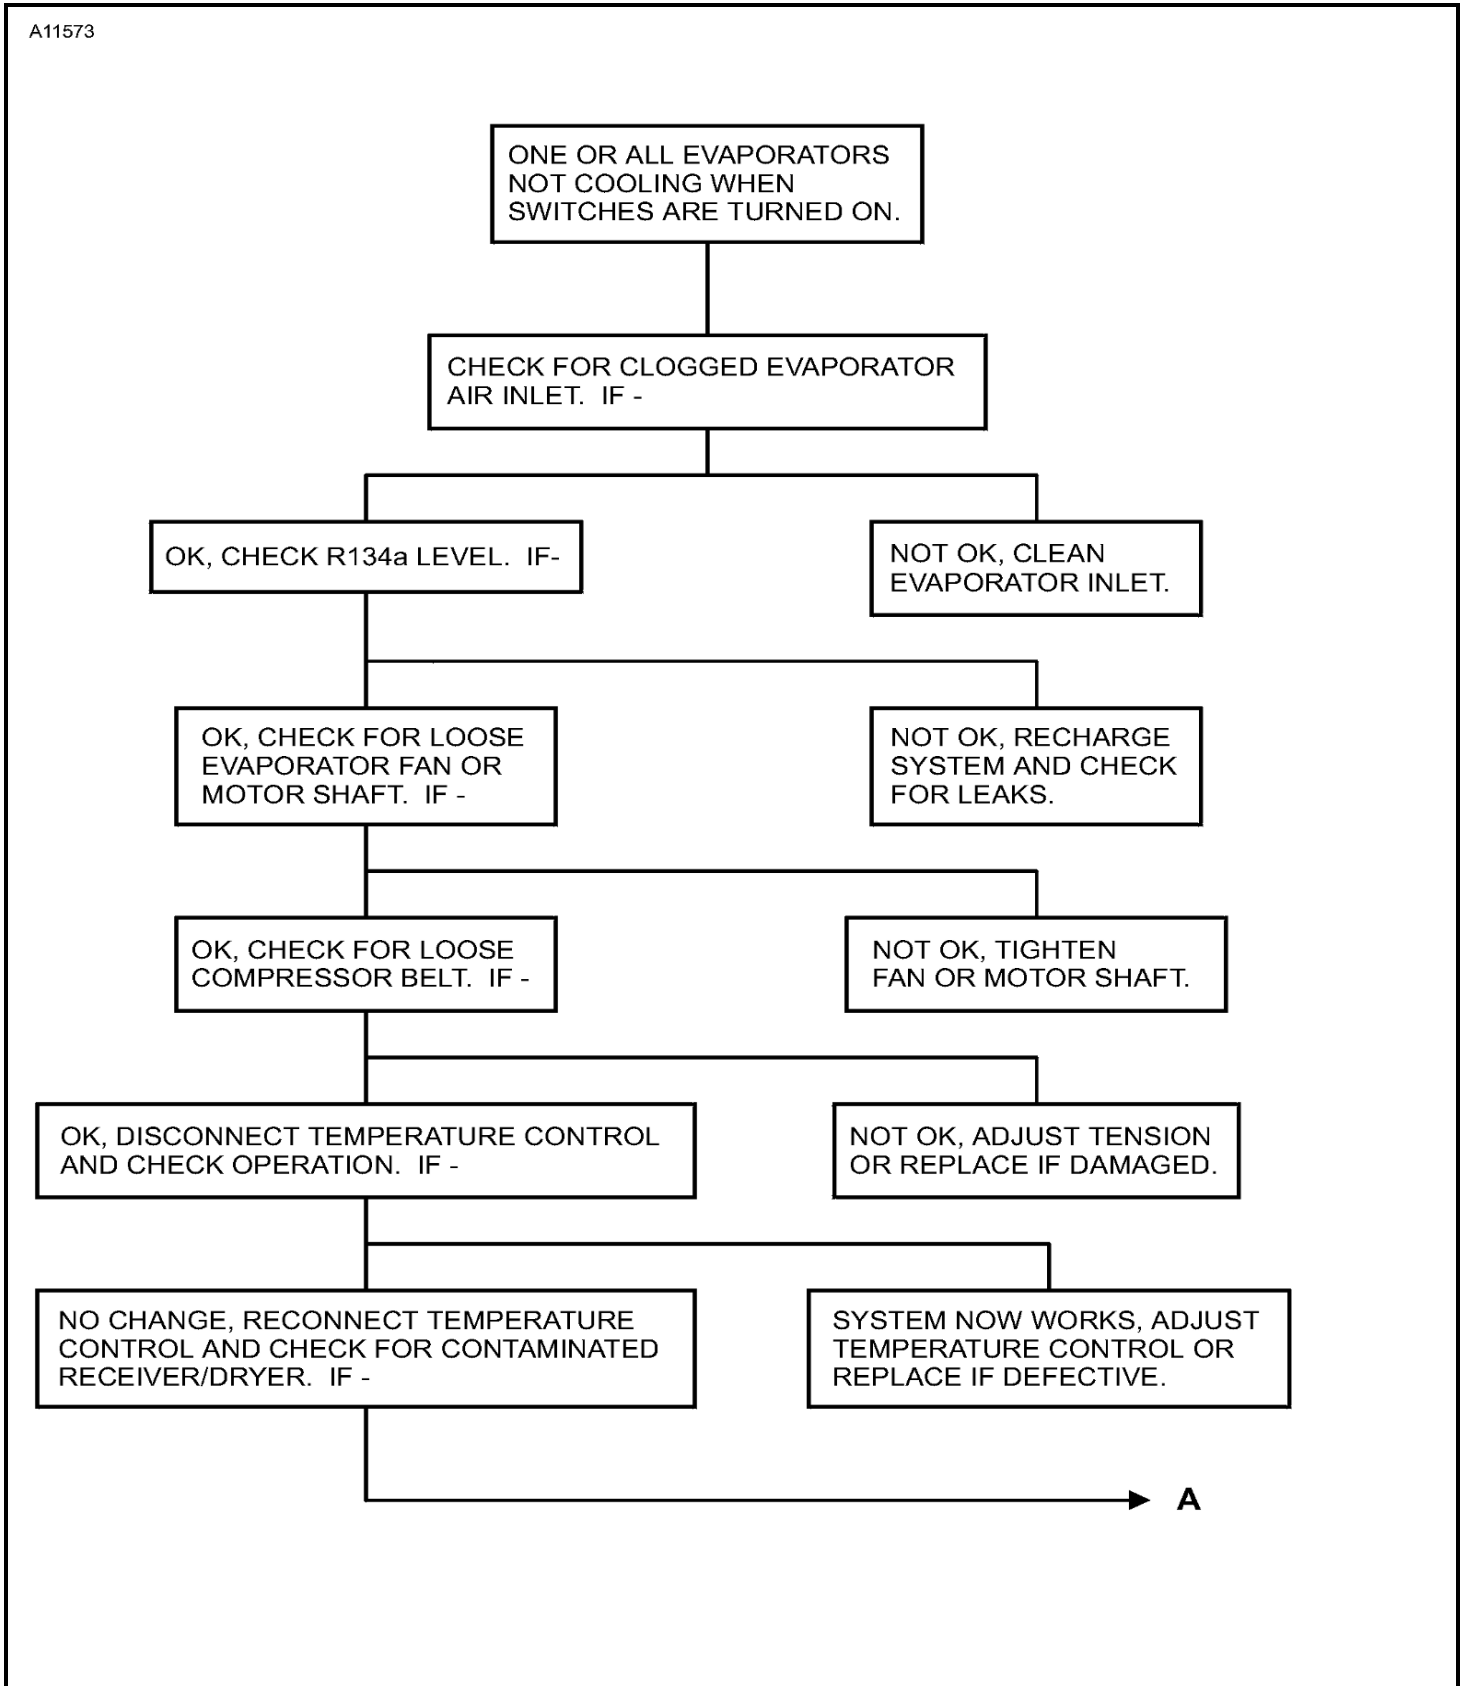 A11573
ONE OR ALL EVAPORATORS
NOT COOLING WHEN
SWITCHES ARE TURNED ON.
CHECK FOR CLOGGED EVAPORATOR
AIR INLET.  IF -
OK, CHECK R134a LEVEL.  IF-
NOT OK, CLEAN
EVAPORATOR INLET.
OK, CHECK FOR LOOSE
EVAPORATOR FAN OR
MOTOR SHAFT.  IF -
NOT OK, RECHARGE
SYSTEM AND CHECK
FOR LEAKS.
OK, CHECK FOR LOOSE
COMPRESSOR BELT.  IF -
NOT OK, TIGHTEN
FAN OR MOTOR SHAFT.
OK, DISCONNECT TEMPERATURE CONTROL
AND CHECK OPERATION.  IF -
NOT OK, ADJUST TENSION
OR REPLACE IF DAMAGED.
NO CHANGE, RECONNECT TEMPERATURE
CONTROL AND CHECK FOR CONTAMINATED
RECEIVER/DRYER.  IF -
SYSTEM NOW WORKS, ADJUST
TEMPERATURE CONTROL OR
REPLACE IF DEFECTIVE.
A